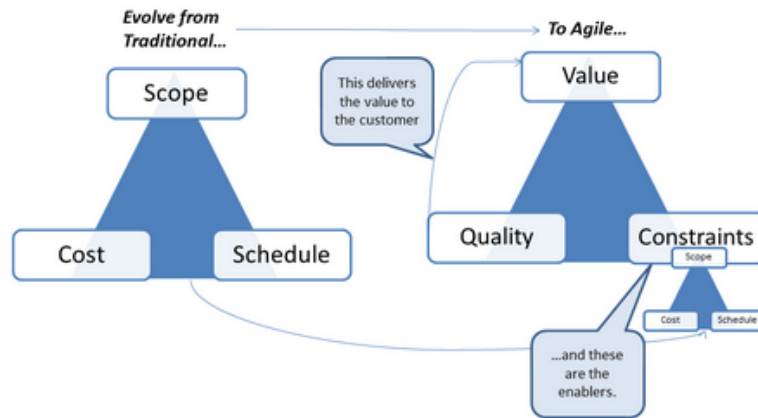 Evolve from
Traditional...
To Agile...
Scope
Cost
Schedule
This delivers
the value to
the customer
Value
Quality
Constraints
Scope
Cost
Schedule
...and these
are the
enablers.